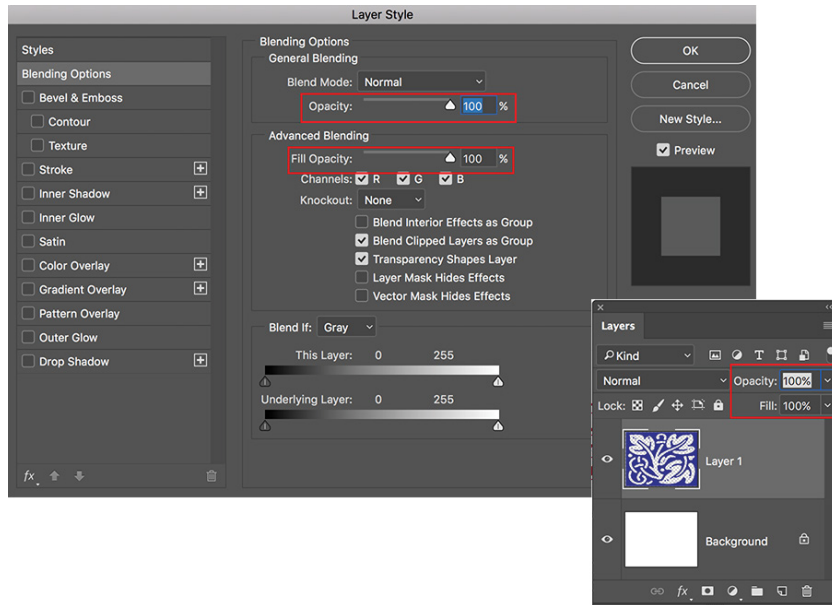 Layer Style
Styles
Blending Options
Bevel & Emboss
Contour
Texture
Stroke
Inner Shadow
Inner Glow
Satin
Color Overlay
Gradient Overlay
Pattern Overlay
Outer Glow
Drop Shadow
fx
Blending Options
General Blending
Blend Mode: Normal
Opacity: 100 %
Advanced Blending
Fill Opacity: 100 %
Channels: R G B
Knockout: None
Blend Interior Effects as Group
Blend Clipped Layers as Group
Transparency Shapes Layer
Layer Mask Hides Effects
Vector Mask Hides Effects
Blend If: Gray
This Layer: 0 255
Underlying Layer: 0 255
OK
Cancel
New Style...
Preview
Layers
Kind
Normal Opacity: 100%
Lock: Fill: 100%
Layer 1
Background
fx